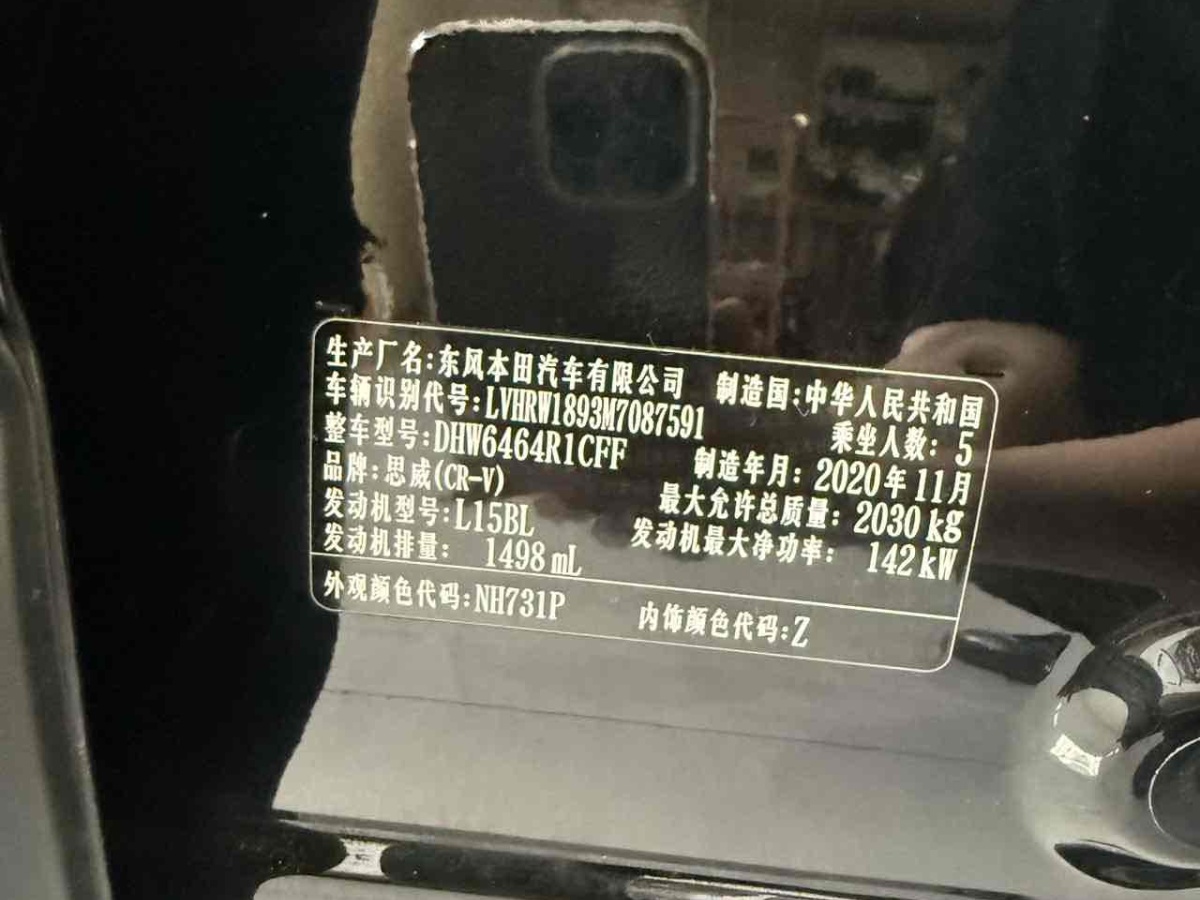 生产厂名:东风本田汽车有限公司 制造国:中华人民共和国
车辆识别代号:LVHRW1893M7087591 乘坐人数: 5
整车型号:DHW6464R1CFF 制造年月: 2020年11月
品牌:思威(CR-V) 最大允许总质量: 2030kg
发动机型号:L15BL 发动机最大净功率: 142kW
发动机排量: 1498mL
外观颜色代码:NH731P 内饰颜色代码:Z